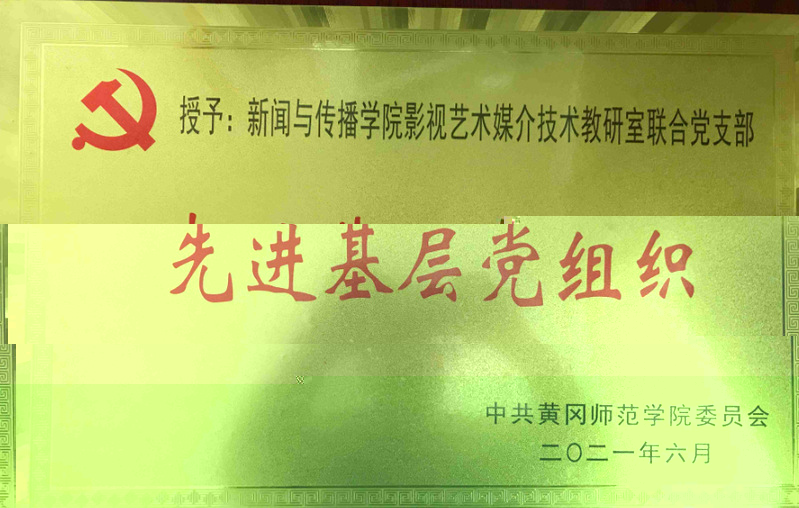 授予：新闻与传播学院影视艺术媒介技术教研室联合党支部
先进基层党组织
中共黄冈师范学院委员会
二〇二一年六月